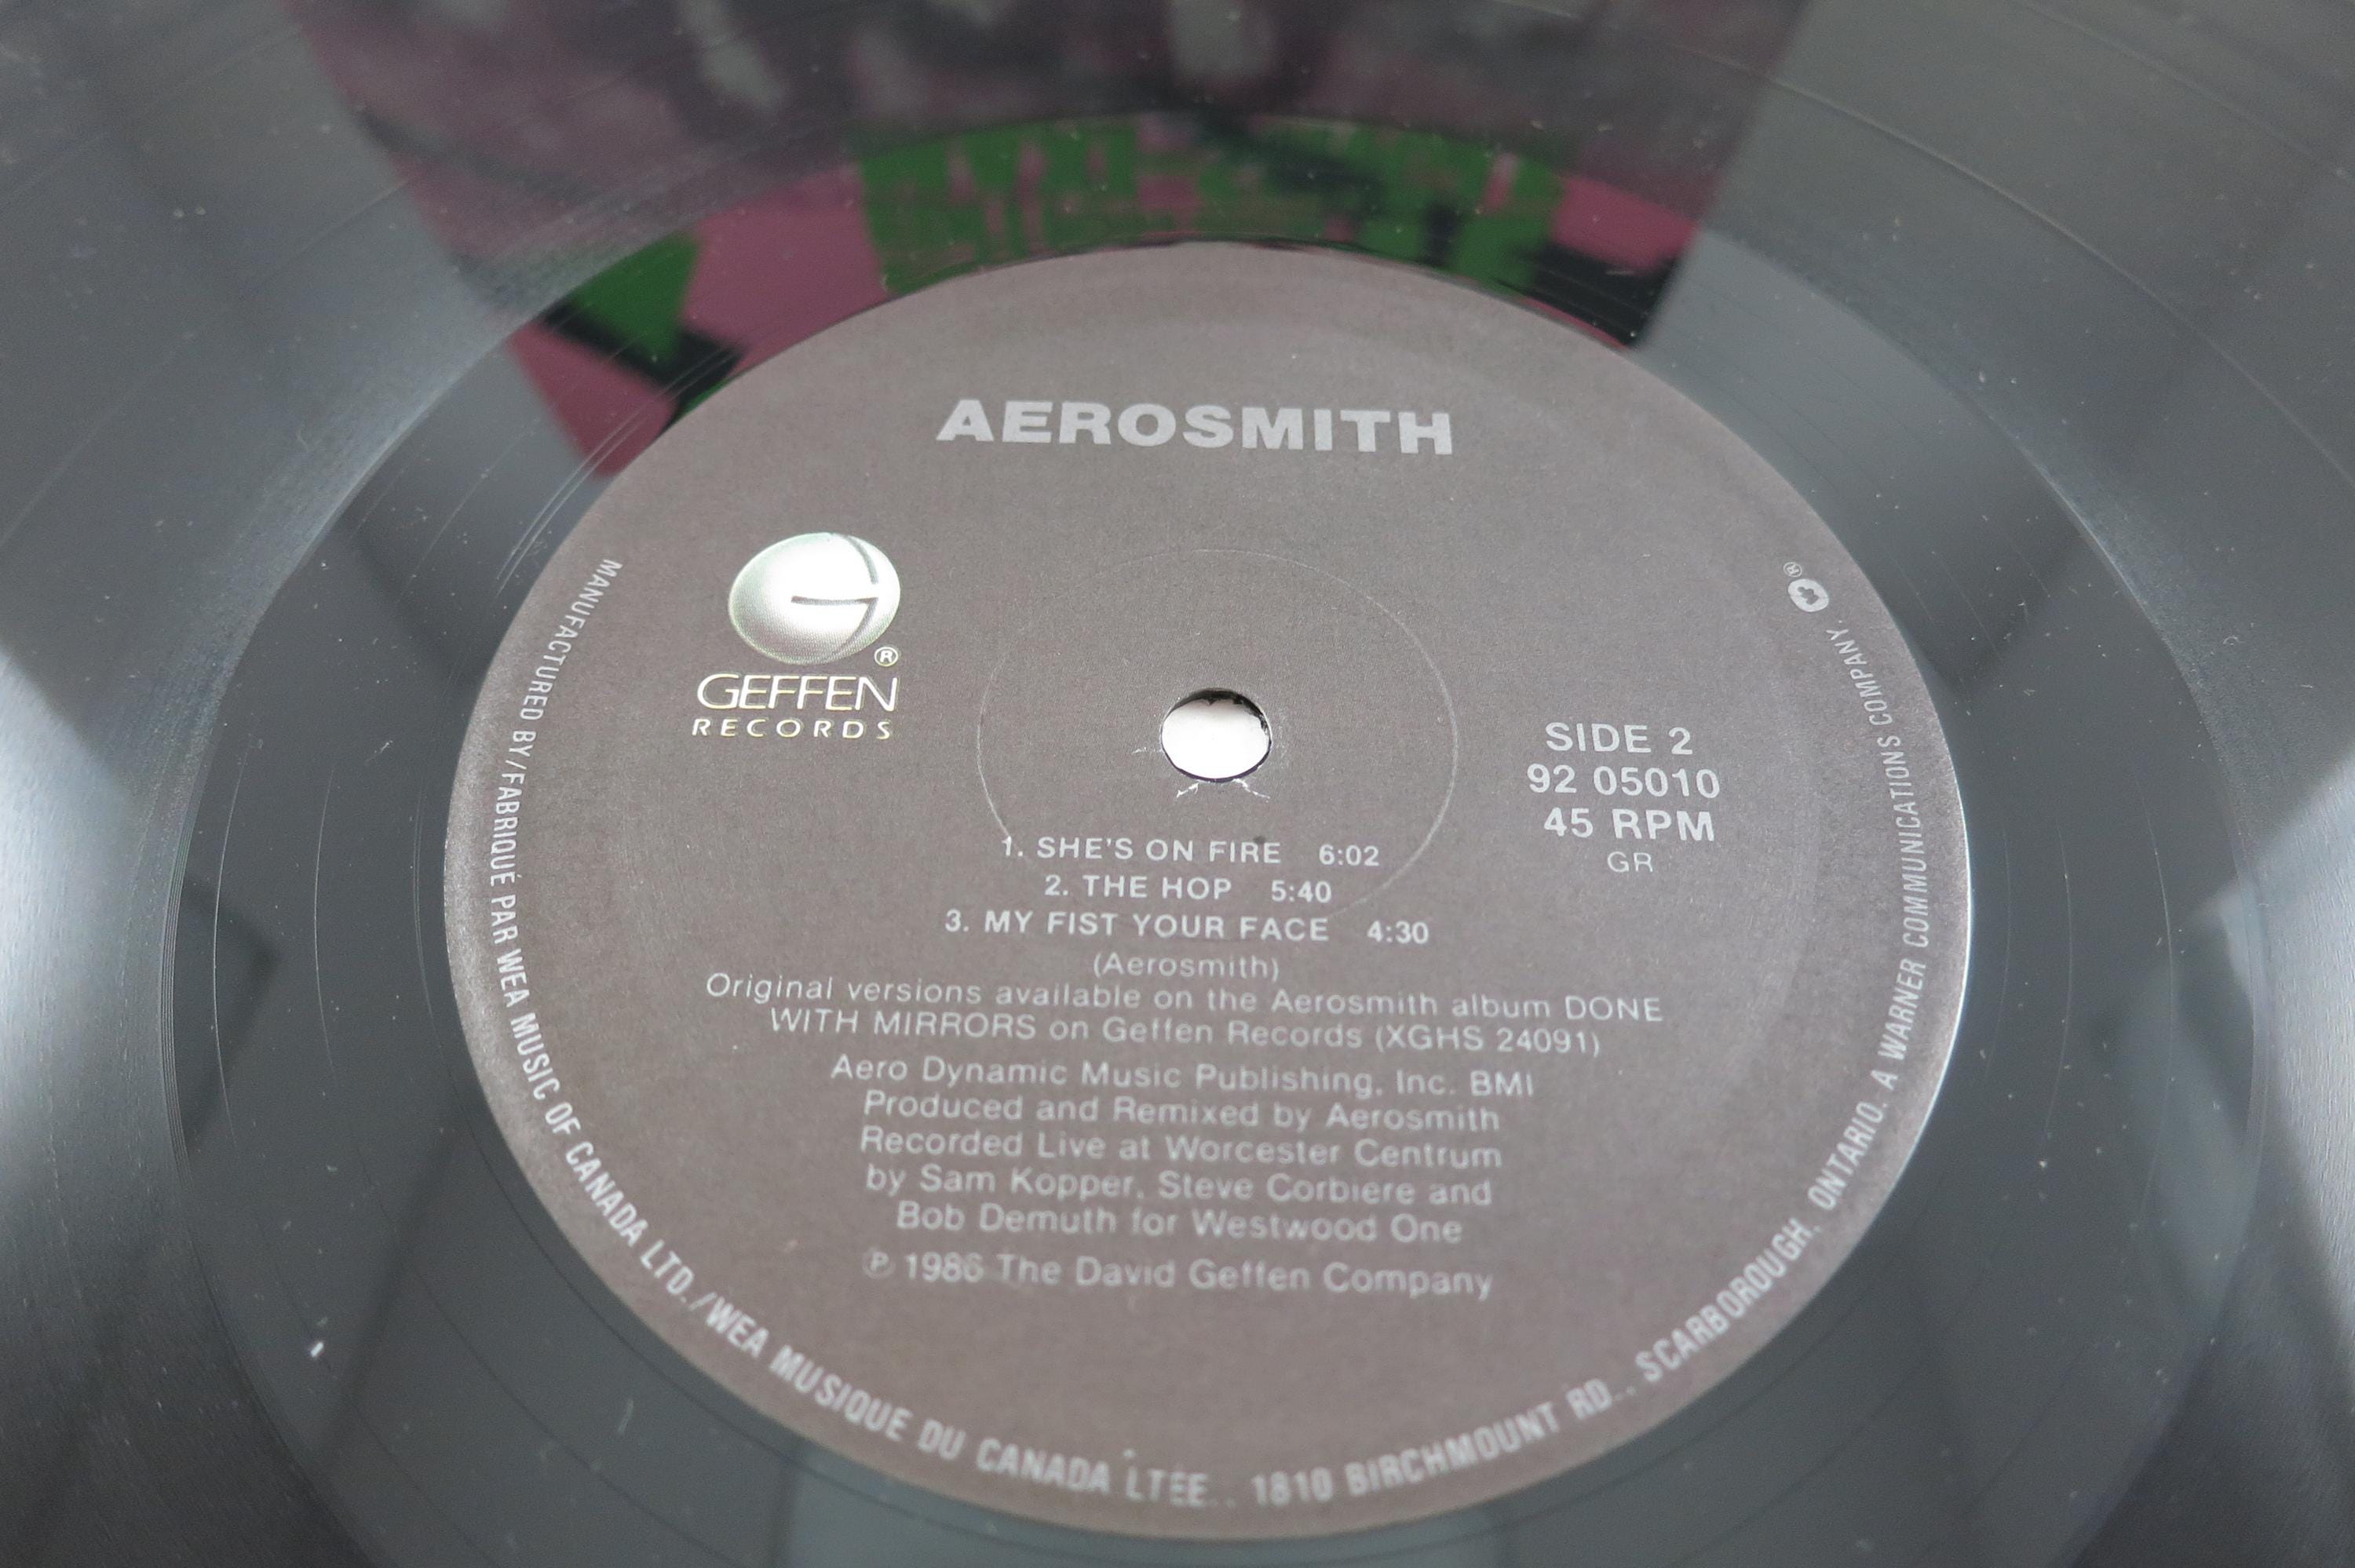 AEROSMITH
GEFFEN
RECORDS
®
SIDE 2
92 05010
45 RPM
GR
1. SHE'S ON FIRE 6:02
2. THE HOP 5:40
3. MY FIST YOUR FACE 4:30
(Aerosmith)
Original versions available on the Aerosmith album DONE
WITH MIRRORS on Geffen Records (XGHS 24091)
Aero Dynamic Music Publishing, Inc. BMI
Produced and Remixed by Aerosmith
Recorded Live at Worcester Centrum
by Sam Kopper, Steve Corbiere and
Bob Demuth for Westwood One
℗ 1986 The David Geffen Company
MANUFACTURED BY/FABRIQUÉ PAR WEA MUSIC OF CANADA LTD./WEA MUSIQUE DU CANADA LTEE., 1810 BIRCHMOUNT RD., SCARBOROUGH, ONTARIO. A WARNER COMMUNICATIONS COMPANY. ®